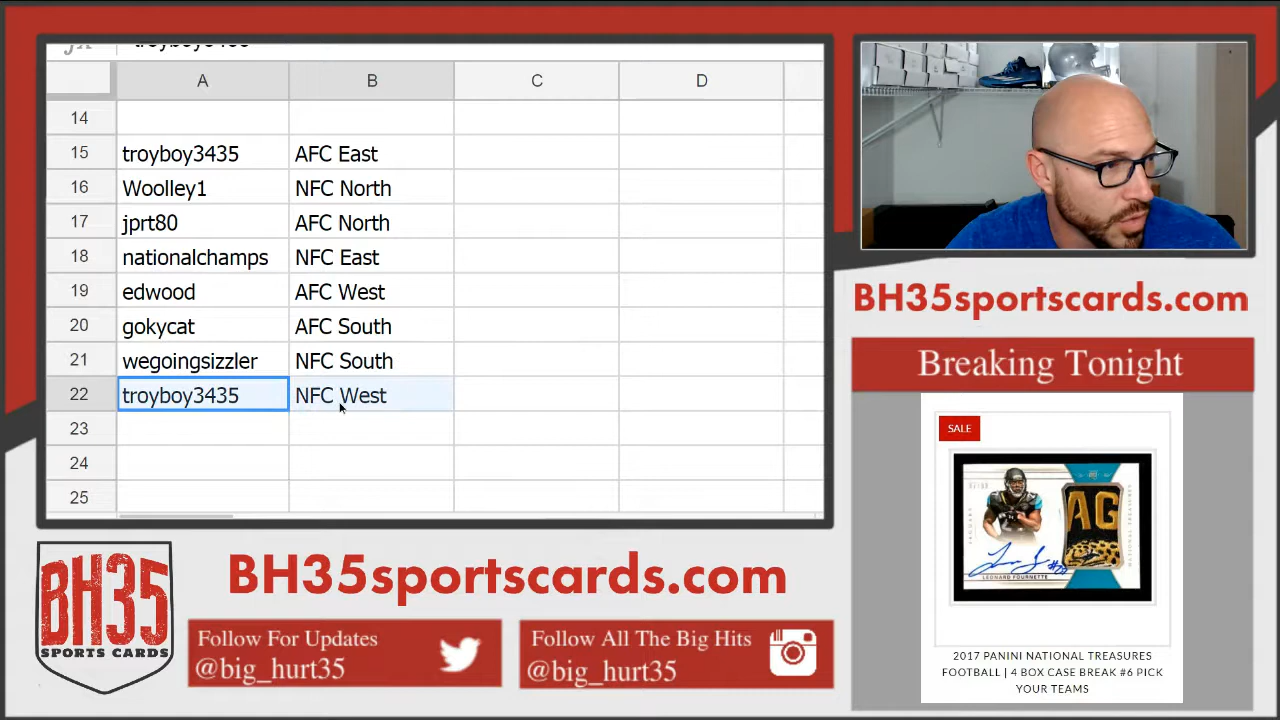 A B C D
14
15 troyboy3435 AFC East
16 Woolley1 NFC North
17 jprt80 AFC North
18 nationalchamps NFC East
19 edwood AFC West
20 gokycat AFC South
21 wegoingsizzler NFC South
22 troyboy3435 NFC West
23
24
25
BH35sportscards.com
Breaking Tonight
SALE
AG
LEONARD FOURNETTE
2017 PANINI NATIONAL TREASURES
FOOTBALL | 4 BOX CASE BREAK #6 PICK
YOUR TEAMS
BH35
SPORTS CARDS
BH35sportscards.com
Follow For Updates
@big_hurt35
Follow All The Big Hits
@big_hurt35